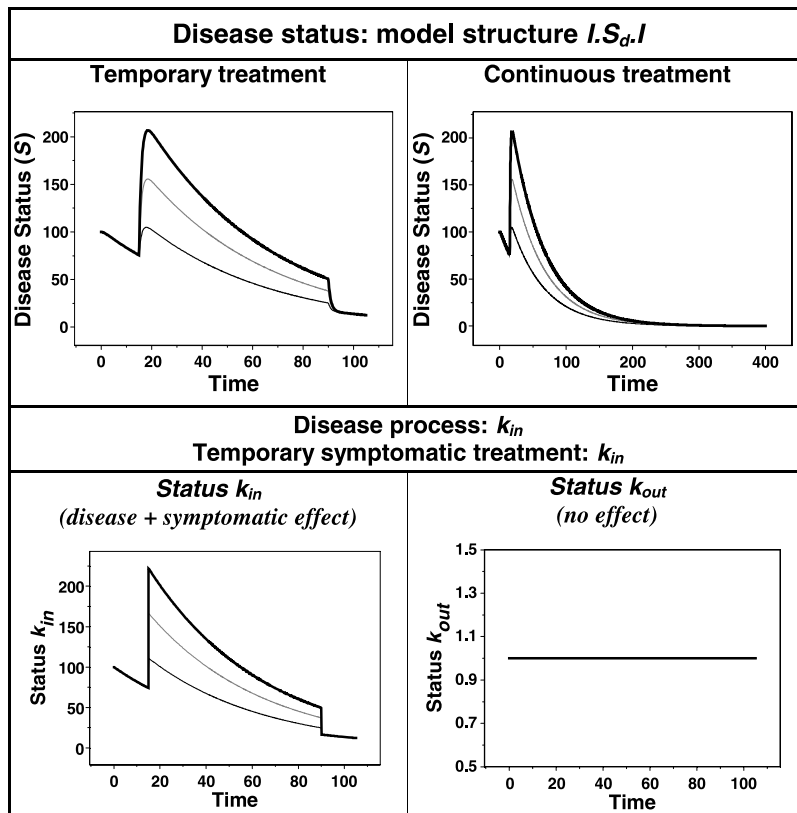 Disease status: model structure I.Sd.I
Temporary treatment
Continuous treatment
Disease Status (S)
200
150
100
50
0
0 20 40 60 80 100
Time
Disease Status (S)
200
150
100
50
0
0 100 200 300 400
Time
Disease process: kin
Temporary symptomatic treatment: kin
Status kin
(disease + symptomatic effect)
Status kout
(no effect)
Status kin
200
150
100
50
0
0 20 40 60 80 100
Time
Status kout
1.5
1.3
1.1
0.9
0.7
0.5
0 20 40 60 80 100
Time